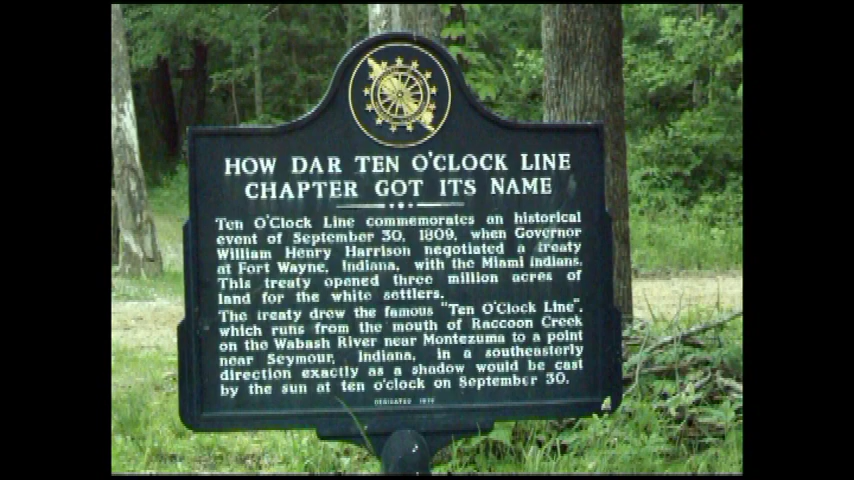 HOW DAR TEN O'CLOCK LINE
CHAPTER GOT ITS NAME
Ten O'Clock Line commemorates an historical
event of September 30, 1809, when Governor
William Henry Harrison negotiated a treaty
at Fort Wayne, Indiana, with the Miami Indians.
This treaty opened three million acres of
land for the white settlers.
The treaty drew the famous "Ten O'Clock Line",
which runs from the mouth of Raccoon Creek
on the Wabash River near Montezuma to a point
near Seymour, Indiana, in a southeasterly
direction exactly as a shadow would be cast
by the sun at ten o'clock on September 30.
DEDICATED